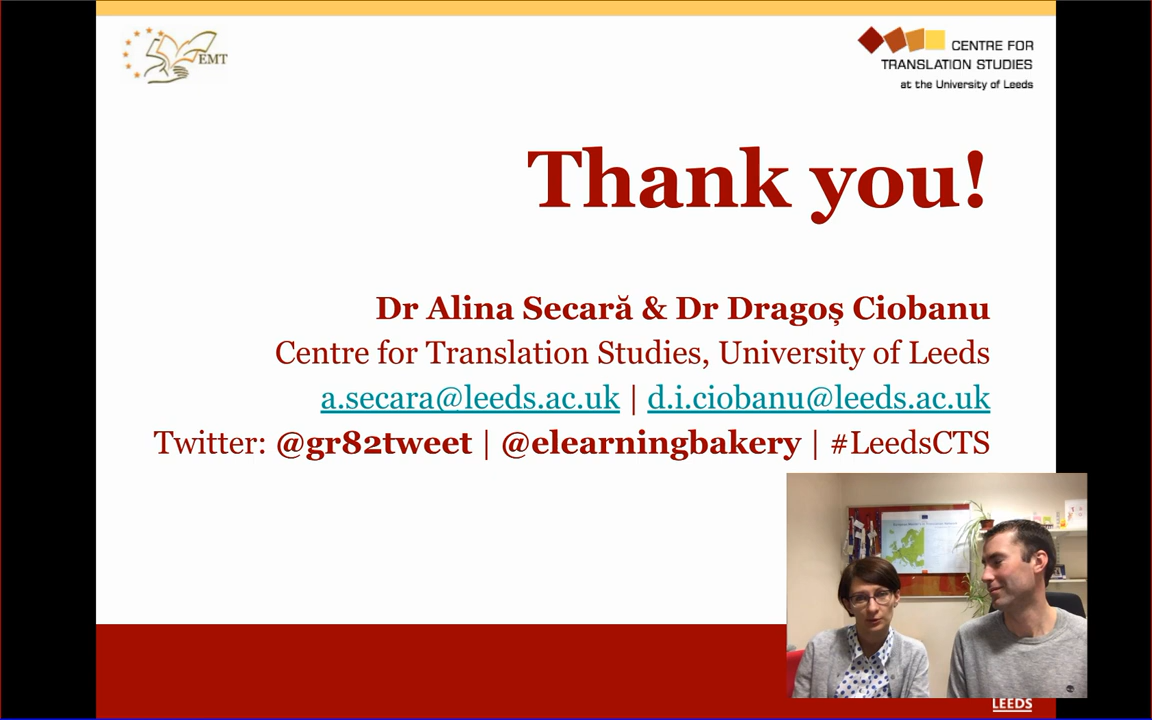 EMT
CENTRE FOR
TRANSLATION STUDIES
at the University of Leeds
Thank you!
Dr Alina Secară & Dr Dragoș Ciobanu
Centre for Translation Studies, University of Leeds
a.secara@leeds.ac.uk | d.i.ciobanu@leeds.ac.uk
Twitter: @gr82tweet | @elearningbakery | #LeedsCTS
LEEDS